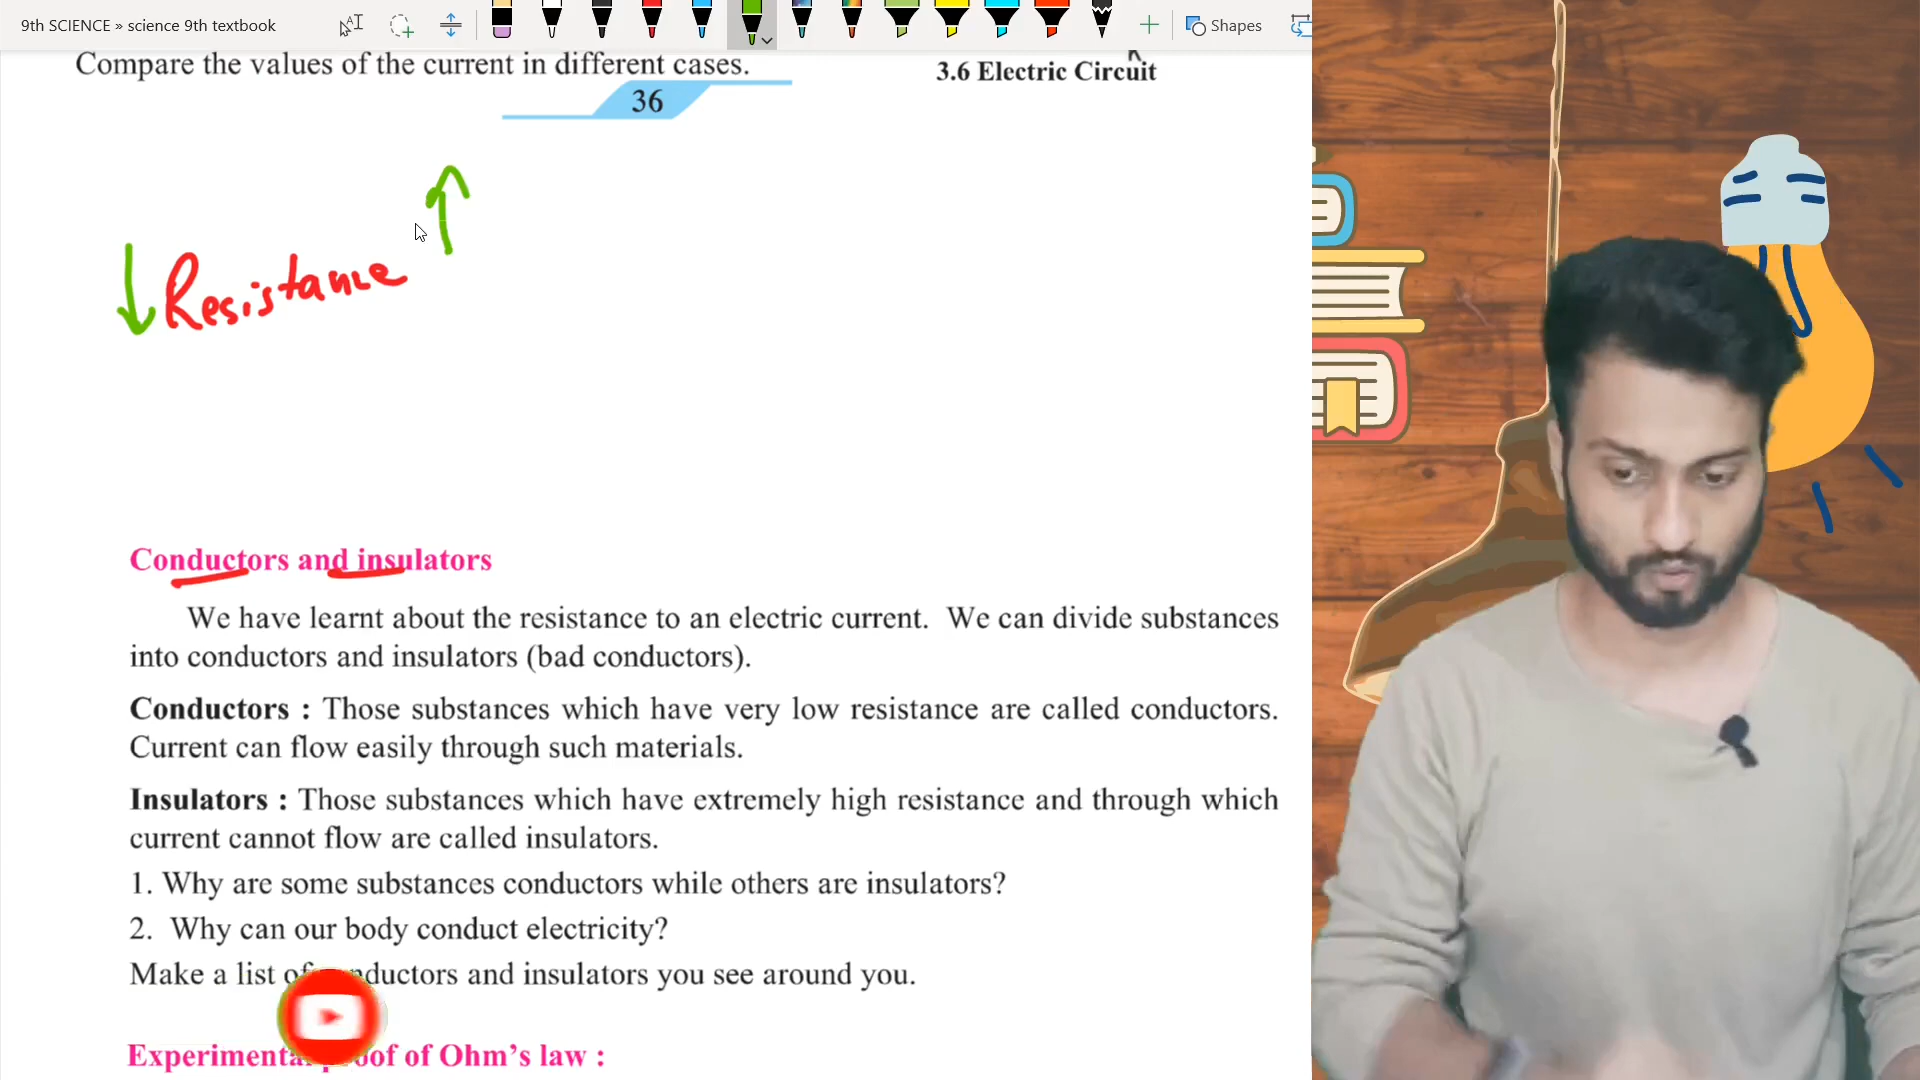 9th SCIENCE » science 9th textbook
Shapes
Compare the values of the current in different cases.
3.6 Electric Circuit
36
Resistance
Conductors and insulators
We have learnt about the resistance to an electric current. We can divide substances
into conductors and insulators (bad conductors).
Conductors : Those substances which have very low resistance are called conductors.
Current can flow easily through such materials.
Insulators : Those substances which have extremely high resistance and through which
current cannot flow are called insulators.
1. Why are some substances conductors while others are insulators?
2. Why can our body conduct electricity?
Make a list of conductors and insulators you see around you.
Experimental proof of Ohm's law :